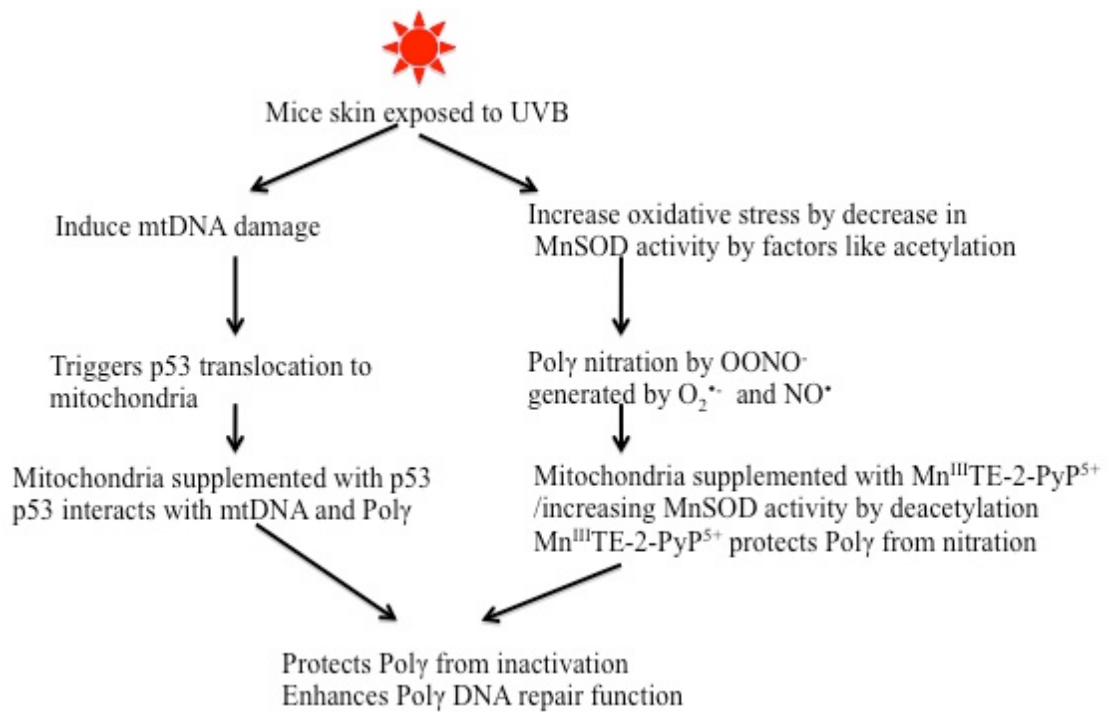 Mice skin exposed to UVB
Induce mtDNA damage
Increase oxidative stress by decrease in
MnSOD activity by factors like acetylation
Triggers p53 translocation to
mitochondria
Polγ nitration by OONO⁻
generated by O₂•⁻ and NO•
Mitochondria supplemented with p53
p53 interacts with mtDNA and Polγ
Mitochondria supplemented with MnᴵᴵᴵTE-2-PyP⁵⁺
/increasing MnSOD activity by deacetylation
MnᴵᴵᴵTE-2-PyP⁵⁺ protects Polγ from nitration
Protects Polγ from inactivation
Enhances Polγ DNA repair function